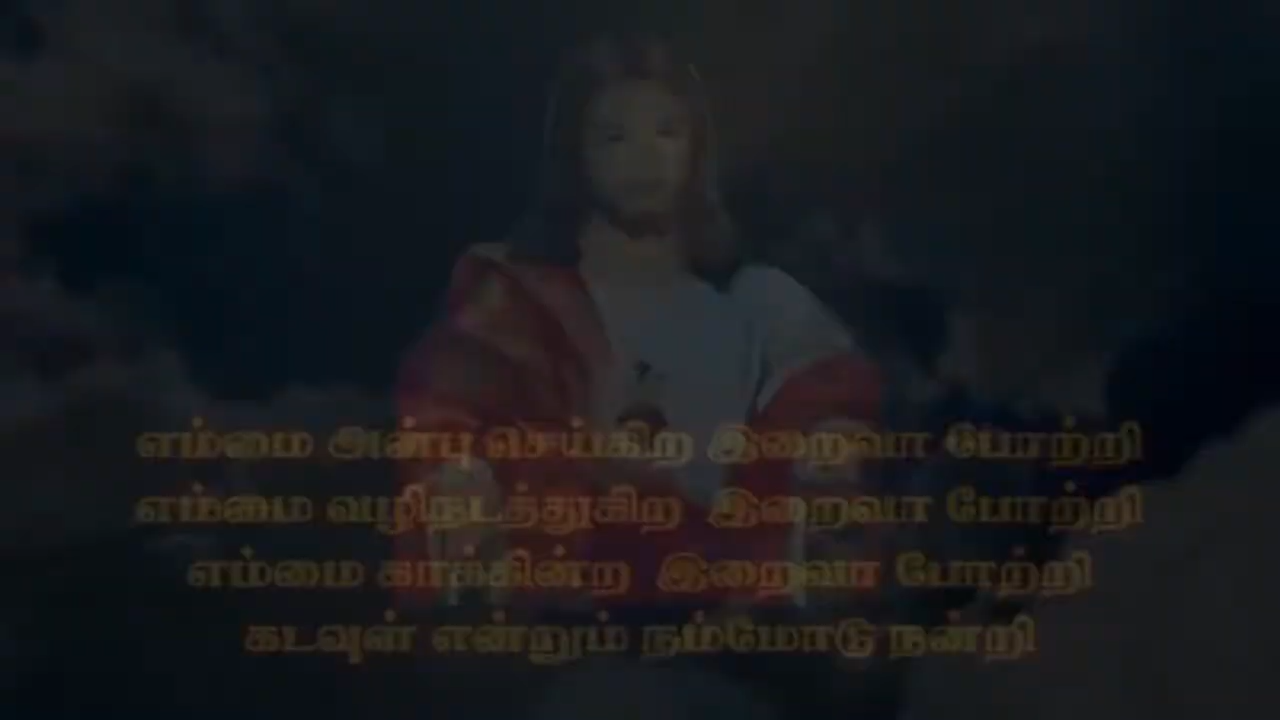 எம்மை அன்பு செய்கிற இறைவா போற்றி
எம்மை வழிநடத்துகிற இறைவா போற்றி
எம்மை காக்கின்ற இறைவா போற்றி
கடவுள் என்றும் நம்மோடு நன்றி